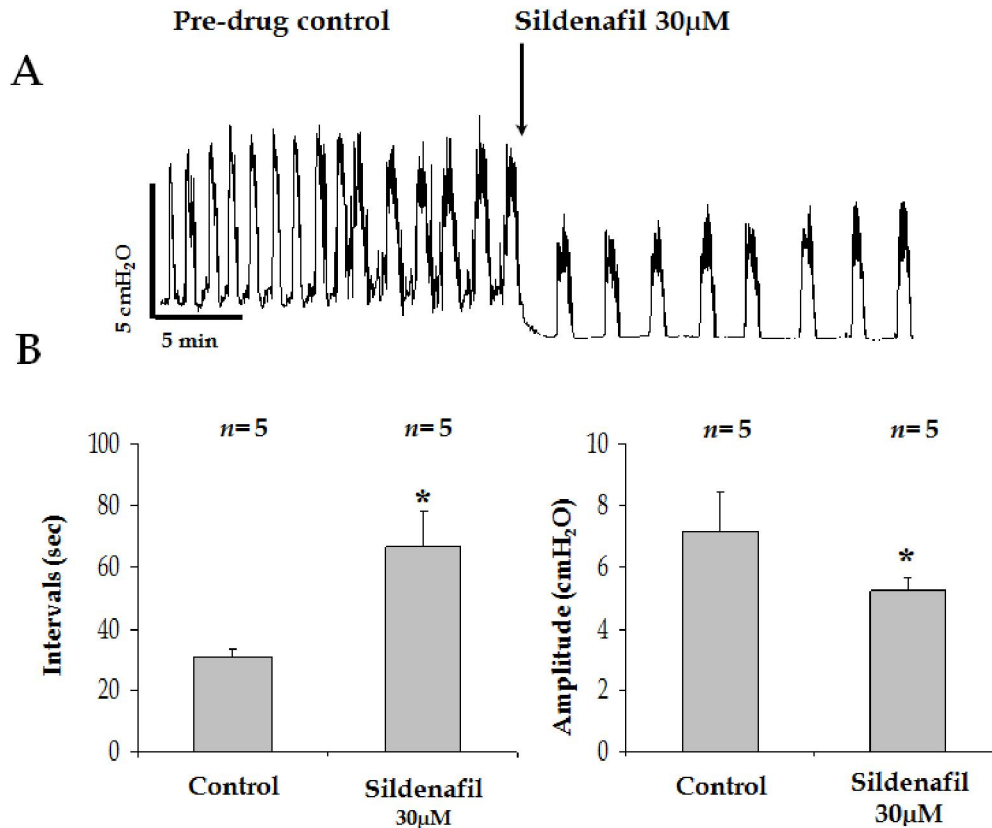 Pre-drug control Sildenafil 30μM
A
5 cmH₂O
5 min
B
n= 5 n= 5
100
80
60
40
20
0
Intervals (sec)
*
Control Sildenafil
30μM
n= 5 n= 5
10
8
6
4
2
0
Amplitude (cmH₂O)
*
Control Sildenafil
30μM